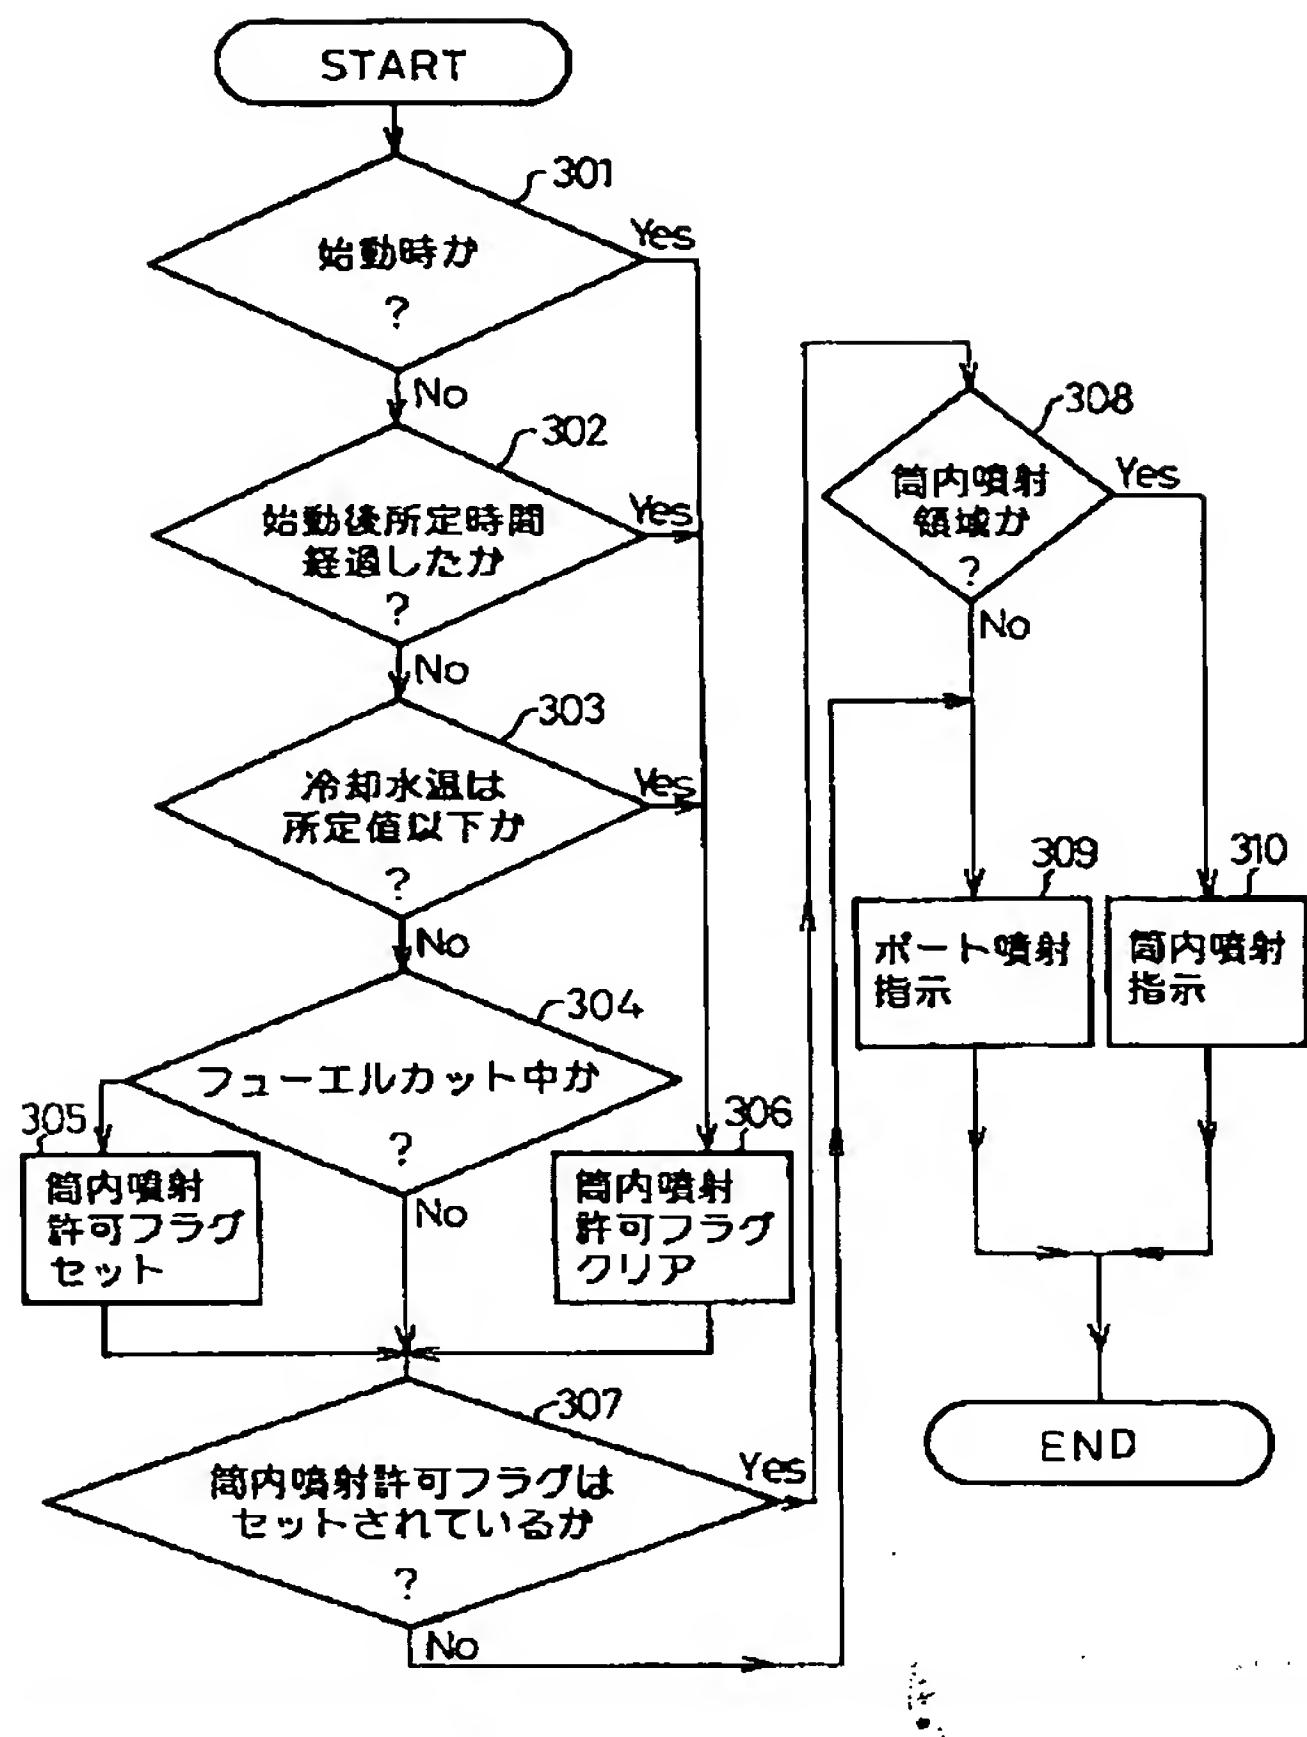 START
301
始動時か
?
Yes
No
302
始動後所定時間
経過したか
?
Yes
No
303
冷却水温は
所定値以下か
?
Yes
No
304
フューエルカット中か
?
No
305
筒内噴射
許可フラグ
セット
306
筒内噴射
許可フラグ
クリア
307
筒内噴射許可フラグは
セットされているか
?
Yes
No
308
筒内噴射
領域か
?
Yes
No
309
ポート噴射
指示
310
筒内噴射
指示
END